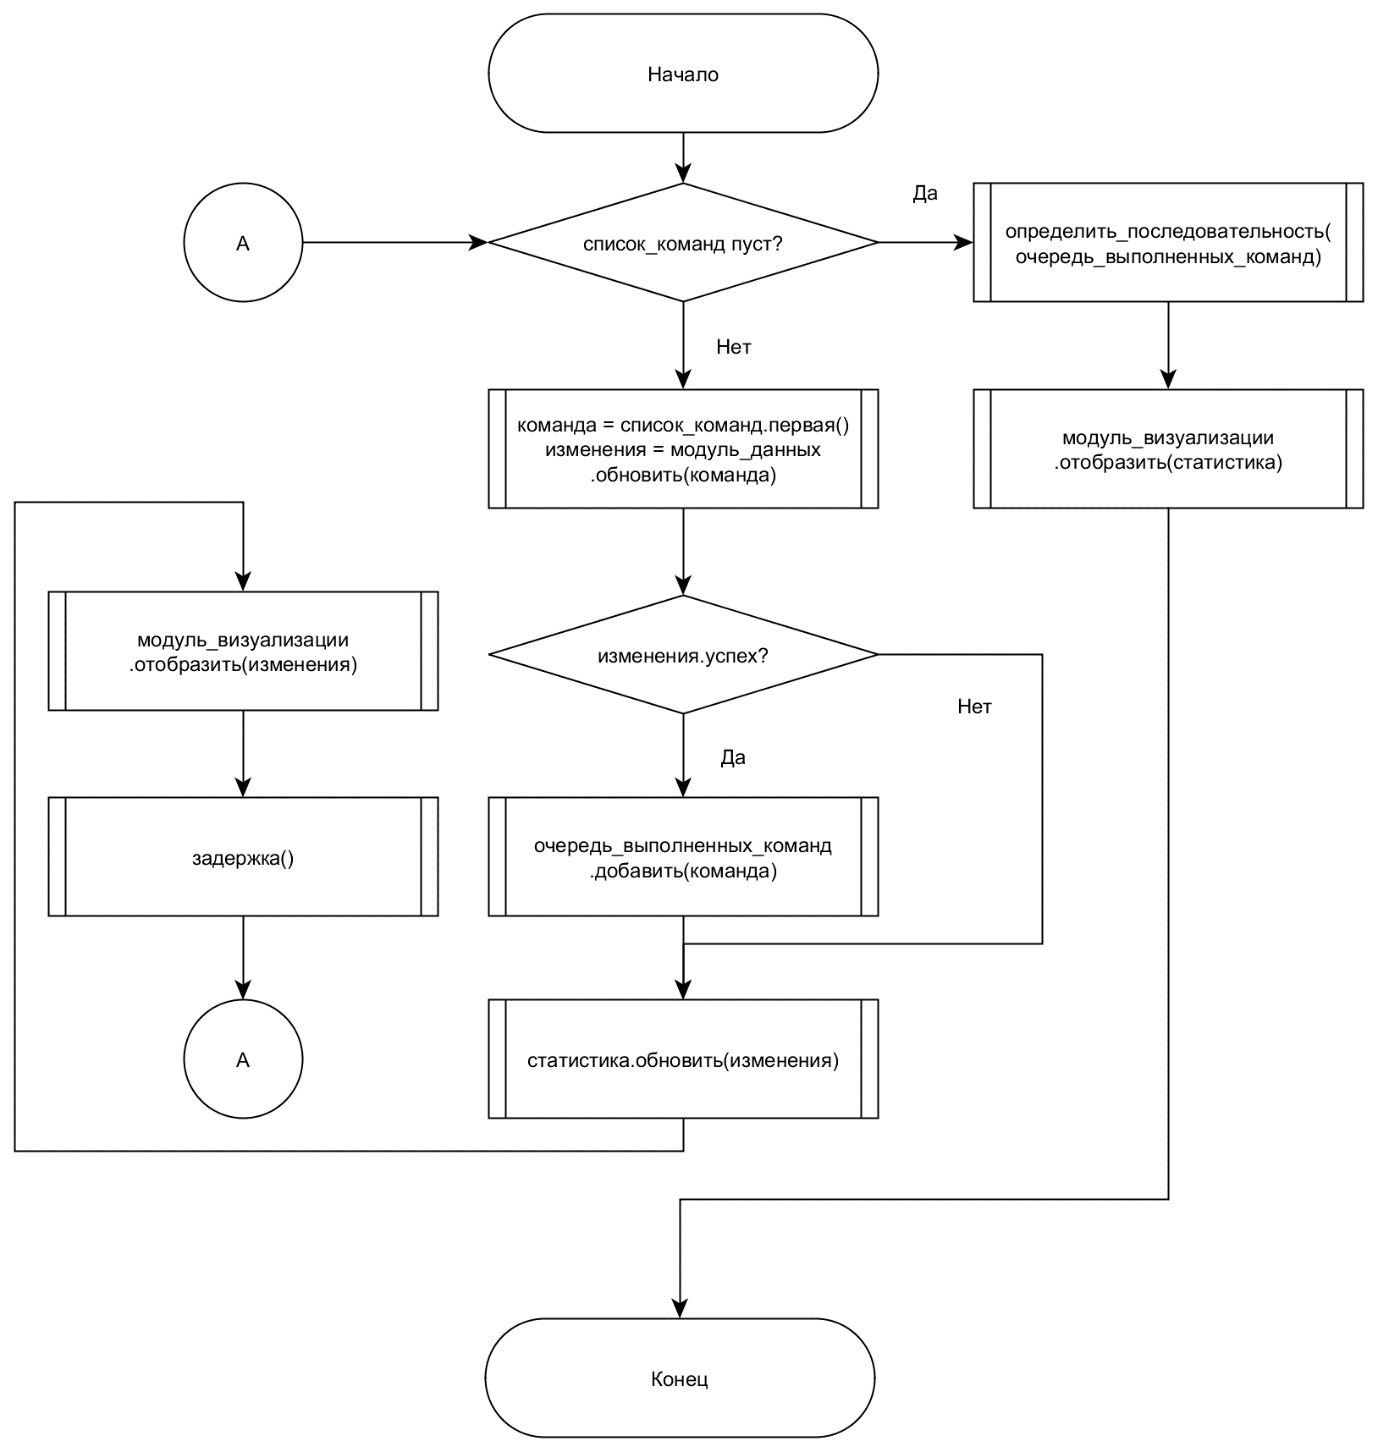 Начало
А
список_команд пуст?
Да
определить_последовательность(
очередь_выполненных_команд)
Нет
команда = список_команд.первая()
изменения = модуль_данных
.обновить(команда)
модуль_визуализации
.отобразить(статистика)
модуль_визуализации
.отобразить(изменения)
изменения.успех?
Нет
Да
задержка()
очередь_выполненных_команд
.добавить(команда)
А
статистика.обновить(изменения)
Конец